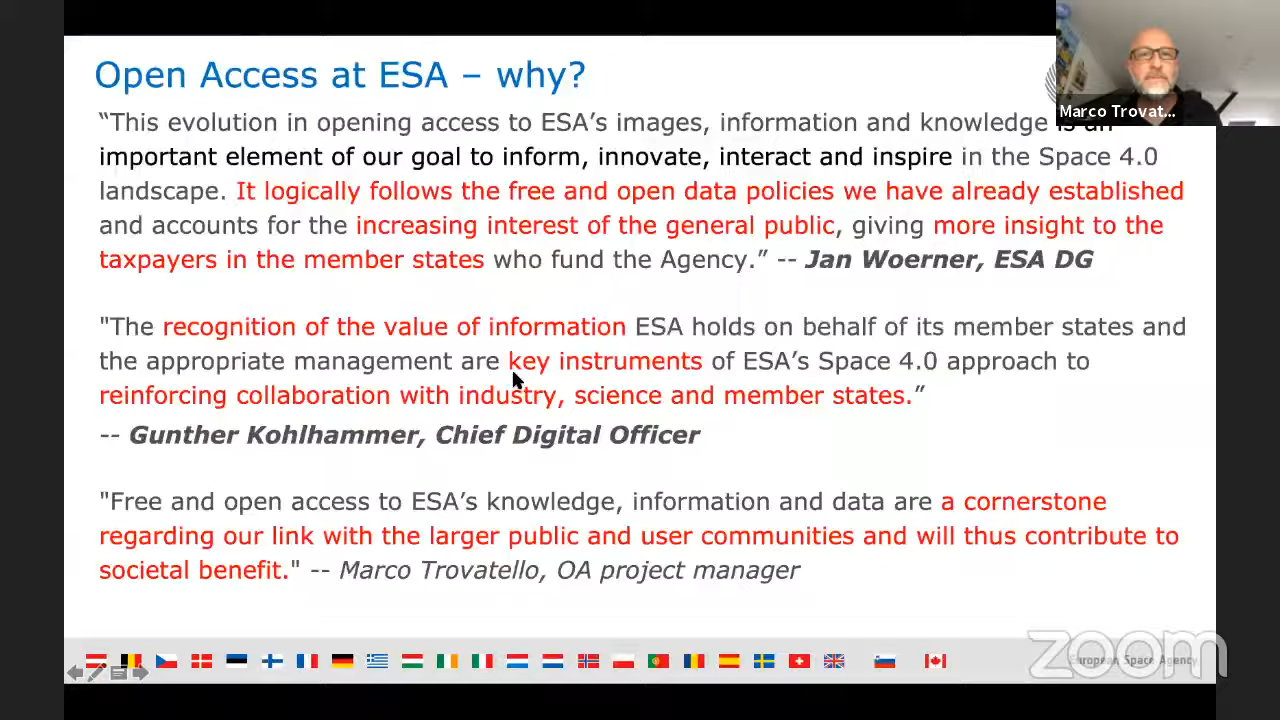 Open Access at ESA – why?
“This evolution in opening access to ESA’s images, information and knowledge is an
important element of our goal to inform, innovate, interact and inspire in the Space 4.0
landscape. It logically follows the free and open data policies we have already established
and accounts for the increasing interest of the general public, giving more insight to the
taxpayers in the member states who fund the Agency.” -- Jan Woerner, ESA DG
"The recognition of the value of information ESA holds on behalf of its member states and
the appropriate management are key instruments of ESA’s Space 4.0 approach to
reinforcing collaboration with industry, science and member states.”
-- Gunther Kohlhammer, Chief Digital Officer
"Free and open access to ESA’s knowledge, information and data are a cornerstone
regarding our link with the larger public and user communities and will thus contribute to
societal benefit." -- Marco Trovatello, OA project manager
Marco Trovat...
zoom
European Space Agency